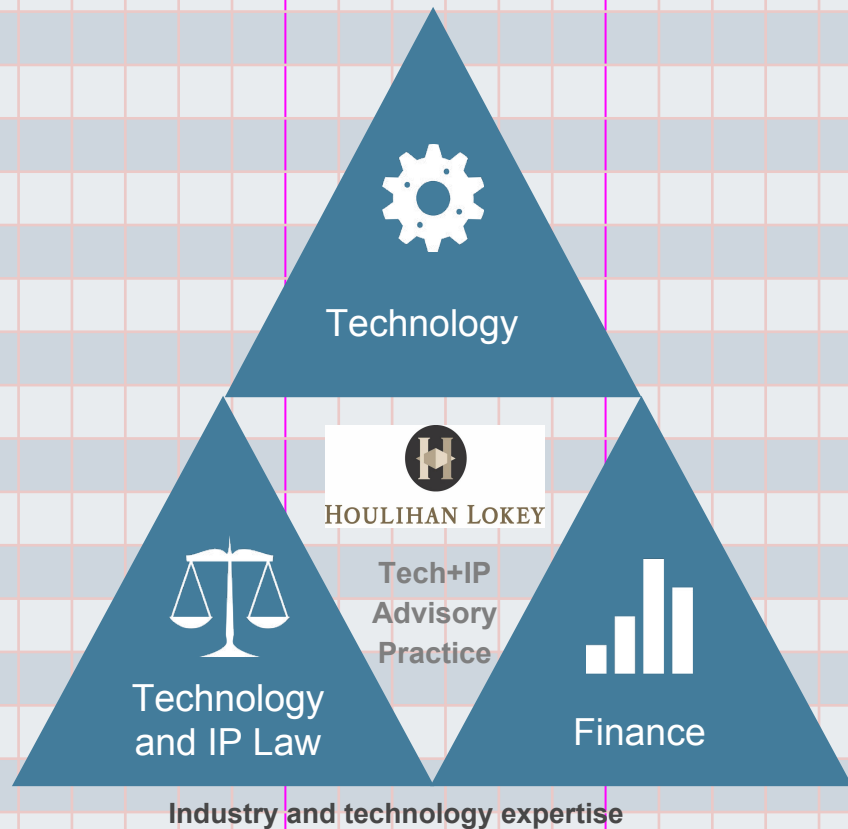 Technology
HOULIHAN LOKEY
Tech+IP
Advisory
Practice
Technology
and IP Law
Finance
Industry and technology expertise